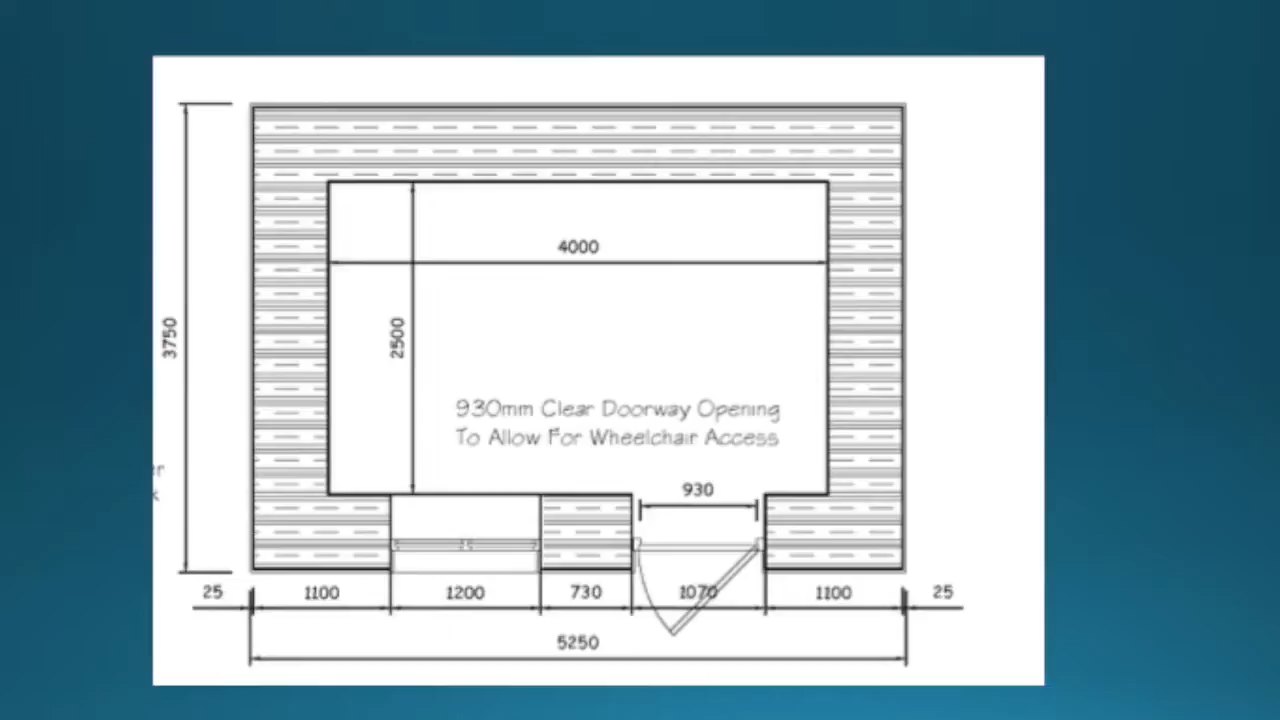 4000
3750
2500
930mm Clear Doorway Opening
To Allow For Wheelchair Access
930
25 1100 1200 730 1070 1100 25
5250